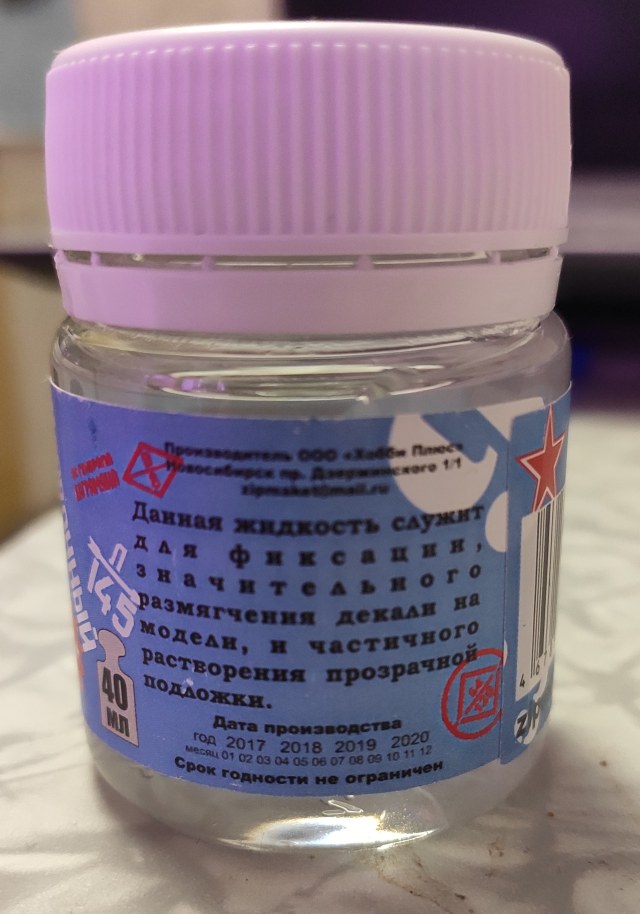 Производитель ООО «Хобби Плюс»
Новосибирск пр. Дзержинского 1/1
zipmaket@mail.ru
Данная жидкость служит
для фиксации,
значительного
размягчения декали на
модели, и частичного
растворения прозрачной
подложки.
Дата производства
год 2017 2018 2019 2020
месяц 01 02 03 04 05 06 07 08 09 10 11 12
Срок годности не ограничен
40
МЛ